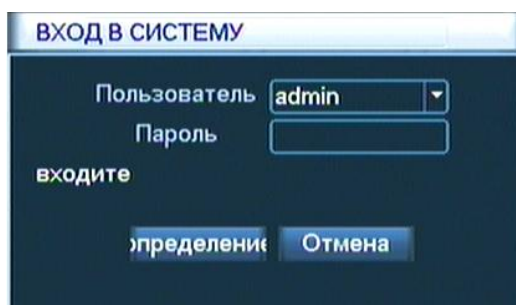 ВХОД В СИСТЕМУ
Пользователь admin
Пароль
входите
определение Отмена